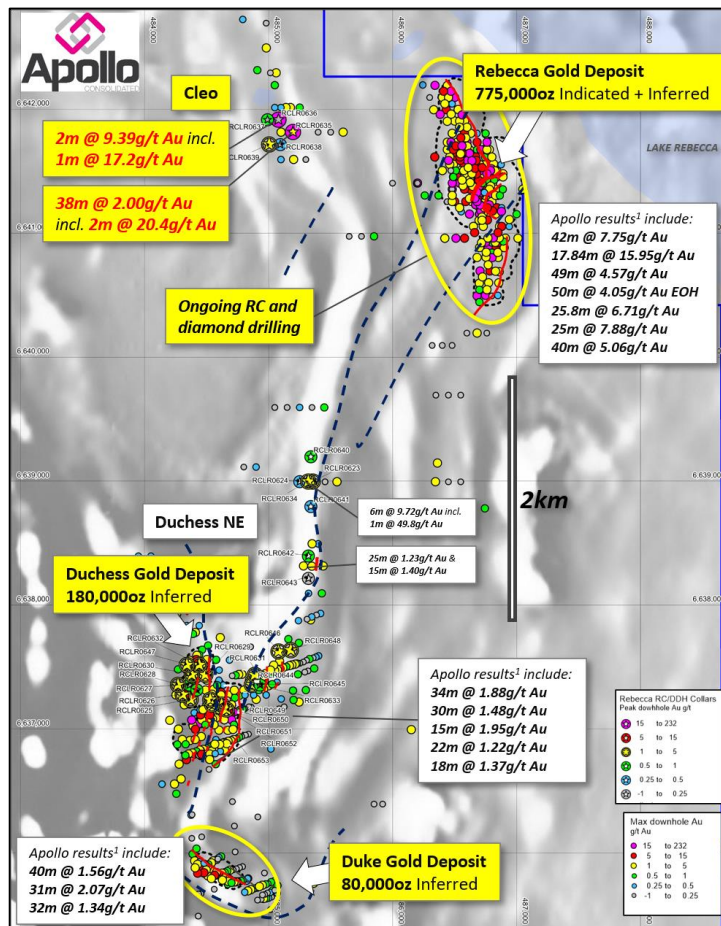 Apollo
CONSOLIDATED
484,000
485,000
486,000
487,000
488,000
6,642,000
6,641,000
6,640,000
6,639,000
6,638,000
6,637,000
Cleo
2m @ 9.39g/t Au incl.
1m @ 17.2g/t Au
38m @ 2.00g/t Au
incl. 2m @ 20.4g/t Au
RCLR0636
RCLR0637
RCLR0635
RCLR0638
RCLR0639
Rebecca Gold Deposit
775,000oz Indicated + Inferred
LAKE REBECCA
Apollo results¹ include:
42m @ 7.75g/t Au
17.84m @ 15.95g/t Au
49m @ 4.57g/t Au
50m @ 4.05g/t Au EOH
25.8m @ 6.71g/t Au
25m @ 7.88g/t Au
40m @ 5.06g/t Au
Ongoing RC and
diamond drilling
RCLR0640
RCLR0623
RCLR0624
RCLR0634
RCLR0641
6m @ 9.72g/t Au incl.
1m @ 49.8g/t Au
2km
Duchess NE
RCLR0642
RCLR0643
25m @ 1.23g/t Au &
15m @ 1.40g/t Au
Duchess Gold Deposit
180,000oz Inferred
RCLR0632
RCLR0647
RCLR0630
RCLR0628
RCLR0627
RCLR0626
RCLR0625
RCLR0629
RCLR0631
RCLR0646
RCLR0648
RCLR0644
RCLR0645
RCLR0633
RCLR0649
RCLR0650
RCLR0651
RCLR0652
RCLR0653
Apollo results¹ include:
34m @ 1.88g/t Au
30m @ 1.48g/t Au
15m @ 1.95g/t Au
22m @ 1.22g/t Au
18m @ 1.37g/t Au
Rebecca RC/DDH Collars
Peak dowhhole Au g/t
15 to 232
5 to 15
1 to 5
0.5 to 1
0.25 to 0.5
-1 to 0.25
Max downhole Au
g/t Au
15 to 232
5 to 15
1 to 5
0.5 to 1
0.25 to 0.5
-1 to 0.25
Apollo results¹ include:
40m @ 1.56g/t Au
31m @ 2.07g/t Au
32m @ 1.34g/t Au
Duke Gold Deposit
80,000oz Inferred
486,000
487,000